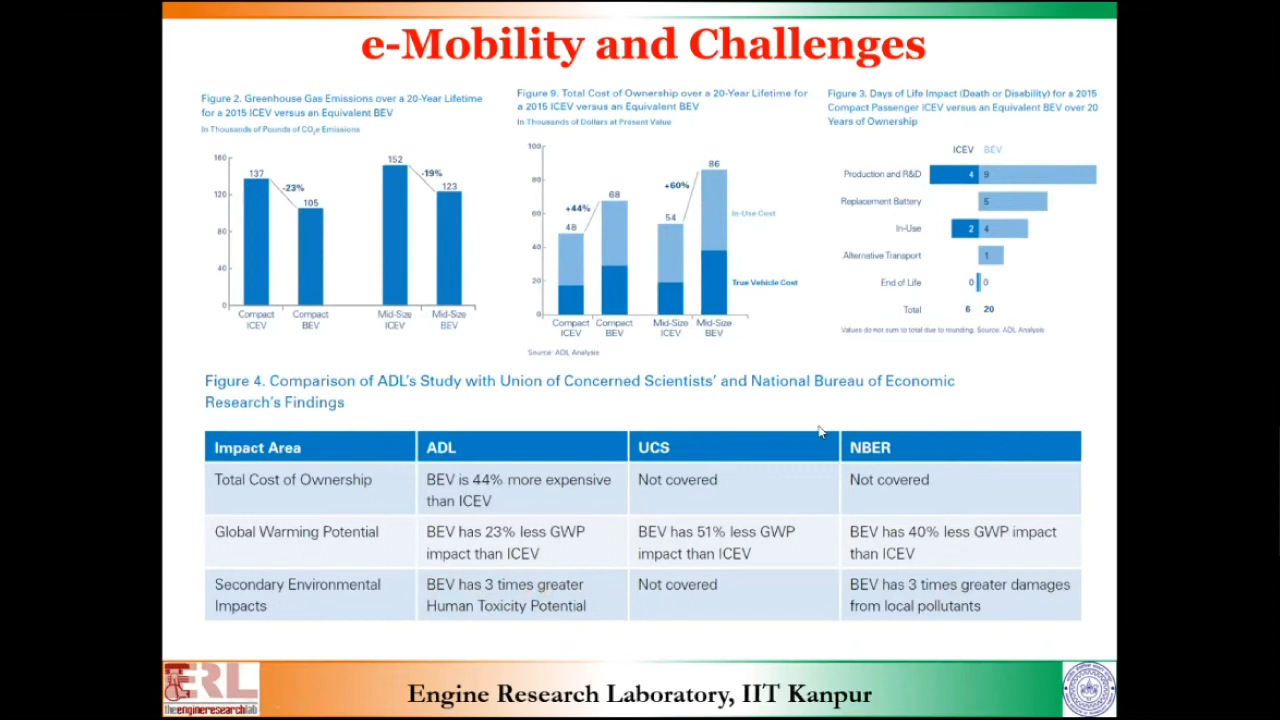 e-Mobility and Challenges
Figure 2. Greenhouse Gas Emissions over a 20-Year Lifetime
for a 2015 ICEV versus an Equivalent BEV
In Thousands of Pounds of CO₂e Emissions
160
120
80
40
0
137
-23%
105
152
-19%
123
Compact
ICEV
Compact
BEV
Mid-Size
ICEV
Mid-Size
BEV
Figure 9. Total Cost of Ownership over a 20-Year Lifetime for
a 2015 ICEV versus an Equivalent BEV
In Thousands of Dollars at Present Value
100
80
60
40
20
0
+44%
48
68
+60%
54
86
In-Use Cost
True Vehicle Cost
Compact
ICEV
Compact
BEV
Mid-Size
ICEV
Mid-Size
BEV
Source: ADL Analysis
Figure 3. Days of Life Impact (Death or Disability) for a 2015
Compact Passenger ICEV versus an Equivalent BEV over 20
Years of Ownership
ICEV BEV
Production and R&D 4 9
Replacement Battery 5
In-Use 2 4
Alternative Transport 1
End of Life 0 0
Total 6 20
Values do not sum to total due to rounding. Source: ADL Analysis
Figure 4. Comparison of ADL's Study with Union of Concerned Scientists' and National Bureau of Economic
Research's Findings
Impact Area ADL UCS NBER
Total Cost of Ownership BEV is 44% more expensive Not covered Not covered
than ICEV
Global Warming Potential BEV has 23% less GWP BEV has 51% less GWP BEV has 40% less GWP impact
impact than ICEV impact than ICEV than ICEV
Secondary Environmental BEV has 3 times greater Not covered BEV has 3 times greater damages
Impacts Human Toxicity Potential from local pollutants
ERL
theengineresearchlab
Engine Research Laboratory, IIT Kanpur